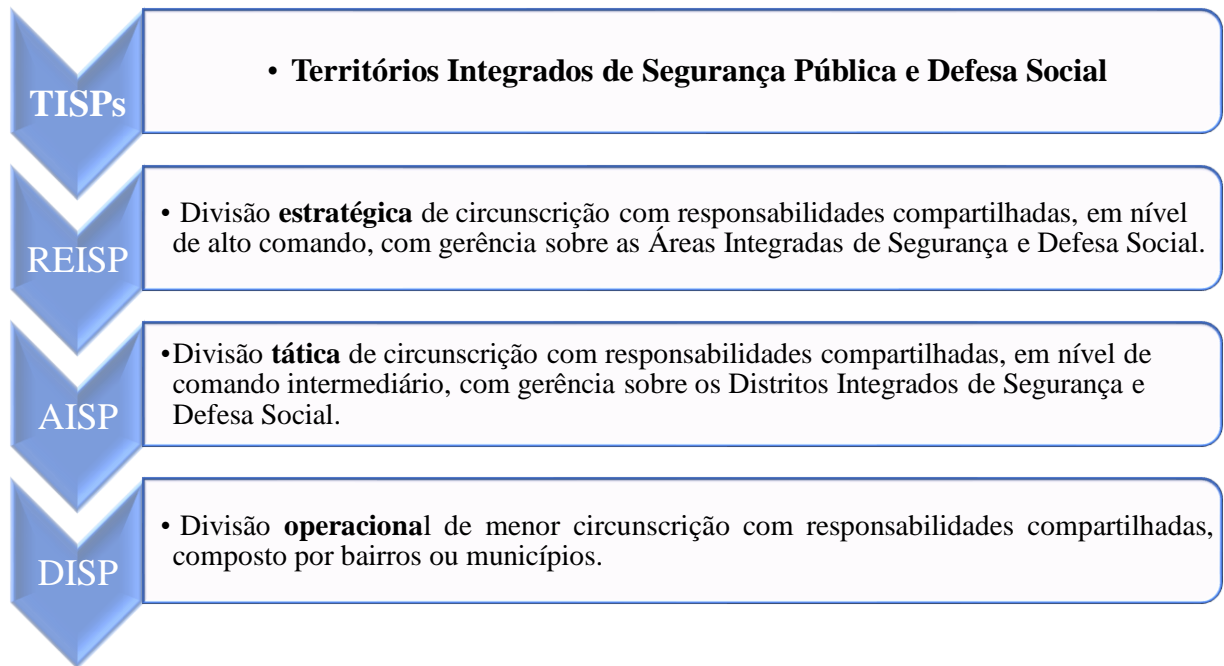 TISPs
• Territórios Integrados de Segurança Pública e Defesa Social
REISP
• Divisão estratégica de circunscrição com responsabilidades compartilhadas, em nível
de alto comando, com gerência sobre as Áreas Integradas de Segurança e Defesa Social.
AISP
•Divisão tática de circunscrição com responsabilidades compartilhadas, em nível de
comando intermediário, com gerência sobre os Distritos Integrados de Segurança e
Defesa Social.
DISP
• Divisão operacional de menor circunscrição com responsabilidades compartilhadas,
composto por bairros ou municípios.